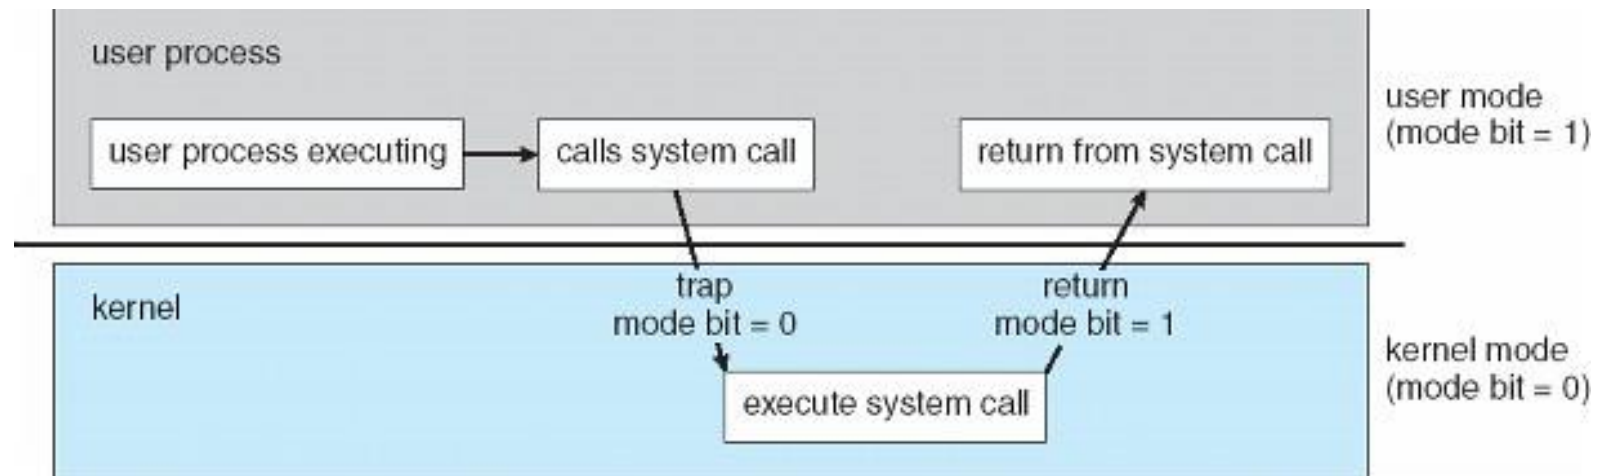 user process
user process executing
calls system call
return from system call
user mode
(mode bit = 1)
trap
mode bit = 0
return
mode bit = 1
kernel
execute system call
kernel mode
(mode bit = 0)